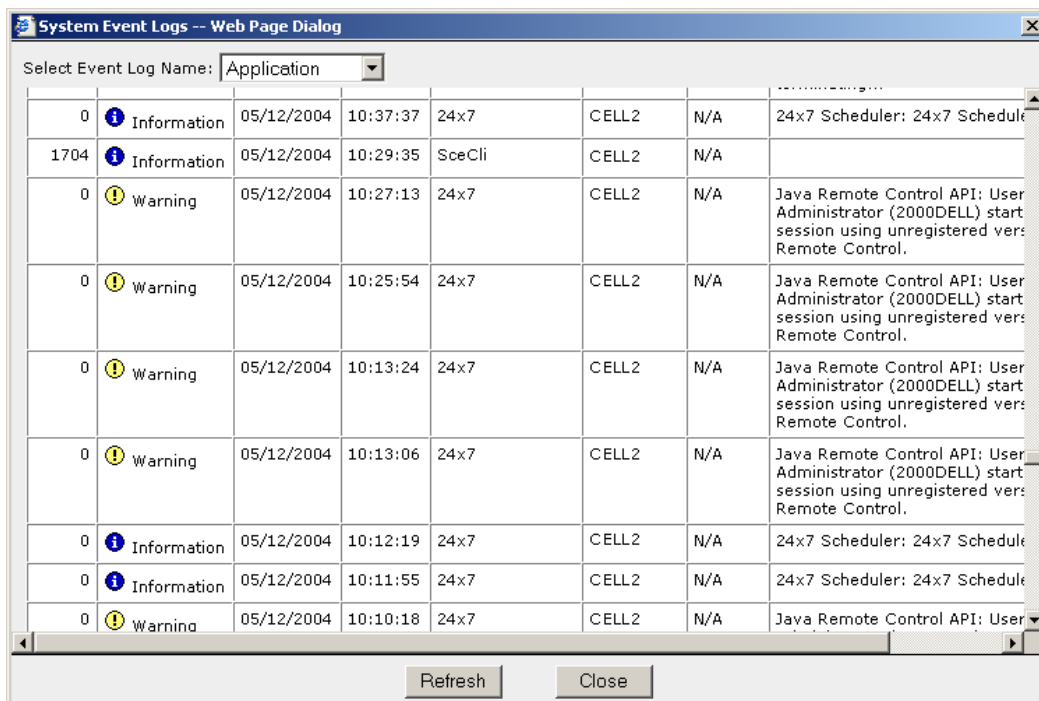 System Event Logs -- Web Page Dialog
Select Event Log Name: Application
0 Information 05/12/2004 10:37:37 24x7 CELL2 N/A 24x7 Scheduler: 24x7
1704 Information 05/12/2004 10:29:35 SceCli CELL2 N/A
0 Warning 05/12/2004 10:27:13 24x7 CELL2 N/A Java Remote Control API: User
Administrator (2000DELL) start
session using unregistered vers
Remote Control.
0 Warning 05/12/2004 10:25:54 24x7 CELL2 N/A Java Remote Control API: User
Administrator (2000DELL) start
session using unregistered vers
Remote Control.
0 Warning 05/12/2004 10:13:24 24x7 CELL2 N/A Java Remote Control API: User
Administrator (2000DELL) start
session using unregistered vers
Remote Control.
0 Warning 05/12/2004 10:13:06 24x7 CELL2 N/A Java Remote Control API: User
Administrator (2000DELL) start
session using unregistered vers
Remote Control.
0 Information 05/12/2004 10:12:19 24x7 CELL2 N/A 24x7 Scheduler: 24x7 Schedule
0 Information 05/12/2004 10:11:55 24x7 CELL2 N/A 24x7 Scheduler: 24x7 Schedule
0 Warning 05/12/2004 10:10:18 24x7 CELL2 N/A Java Remote Control API: User
Refresh Close